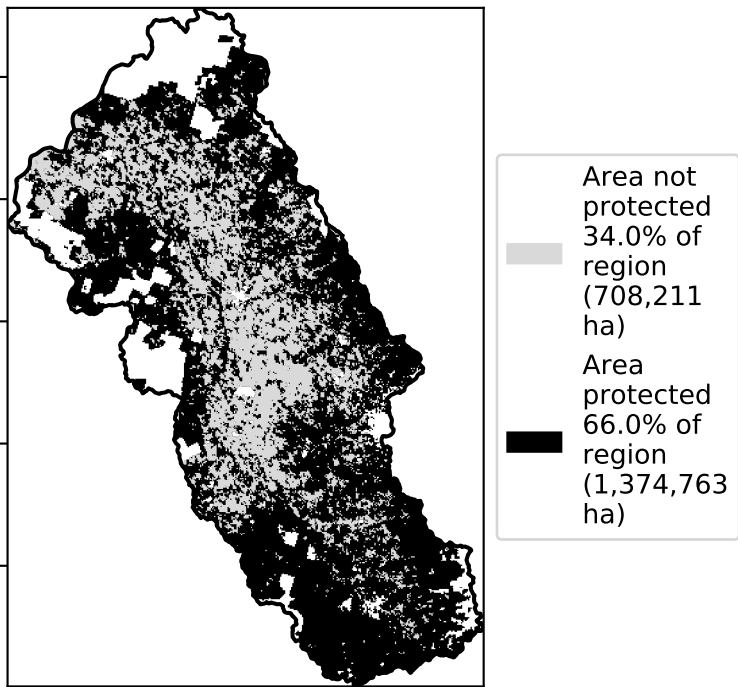 Area not
protected
34.0% of
region
(708,211
ha)
Area
protected
66.0% of
region
(1,374,763
ha)